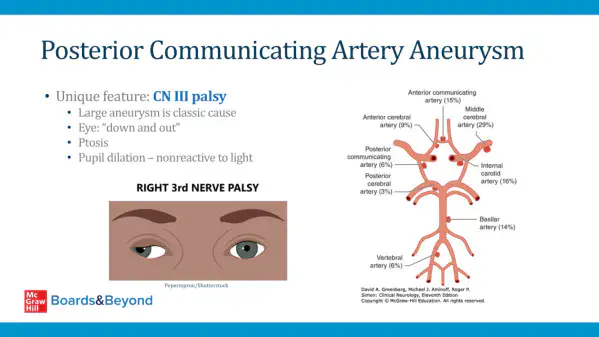 Posterior Communicating Artery Aneurysm
• Unique feature: CN III palsy
• Large aneurysm is classic cause
• Eye: “down and out”
• Ptosis
• Pupil dilation – nonreactive to light
RIGHT 3rd NERVE PALSY
Pepermpron/Shutterstock
Anterior communicating
artery (15%)
Middle
cerebral
artery (29%)
Anterior cerebral
artery (9%)
Posterior
communicating
artery (6%)
Internal
carotid
artery (16%)
Posterior
cerebral
artery (3%)
Basilar
artery (14%)
Vertebral
artery (6%)
David A. Greenberg, Michael J. Aminoff, Roger P.
Simon: Clinical Neurology, Eleventh Edition
Copyright © McGraw-Hill Education. All rights reserved.
Mc
Graw
Hill
Boards&Beyond